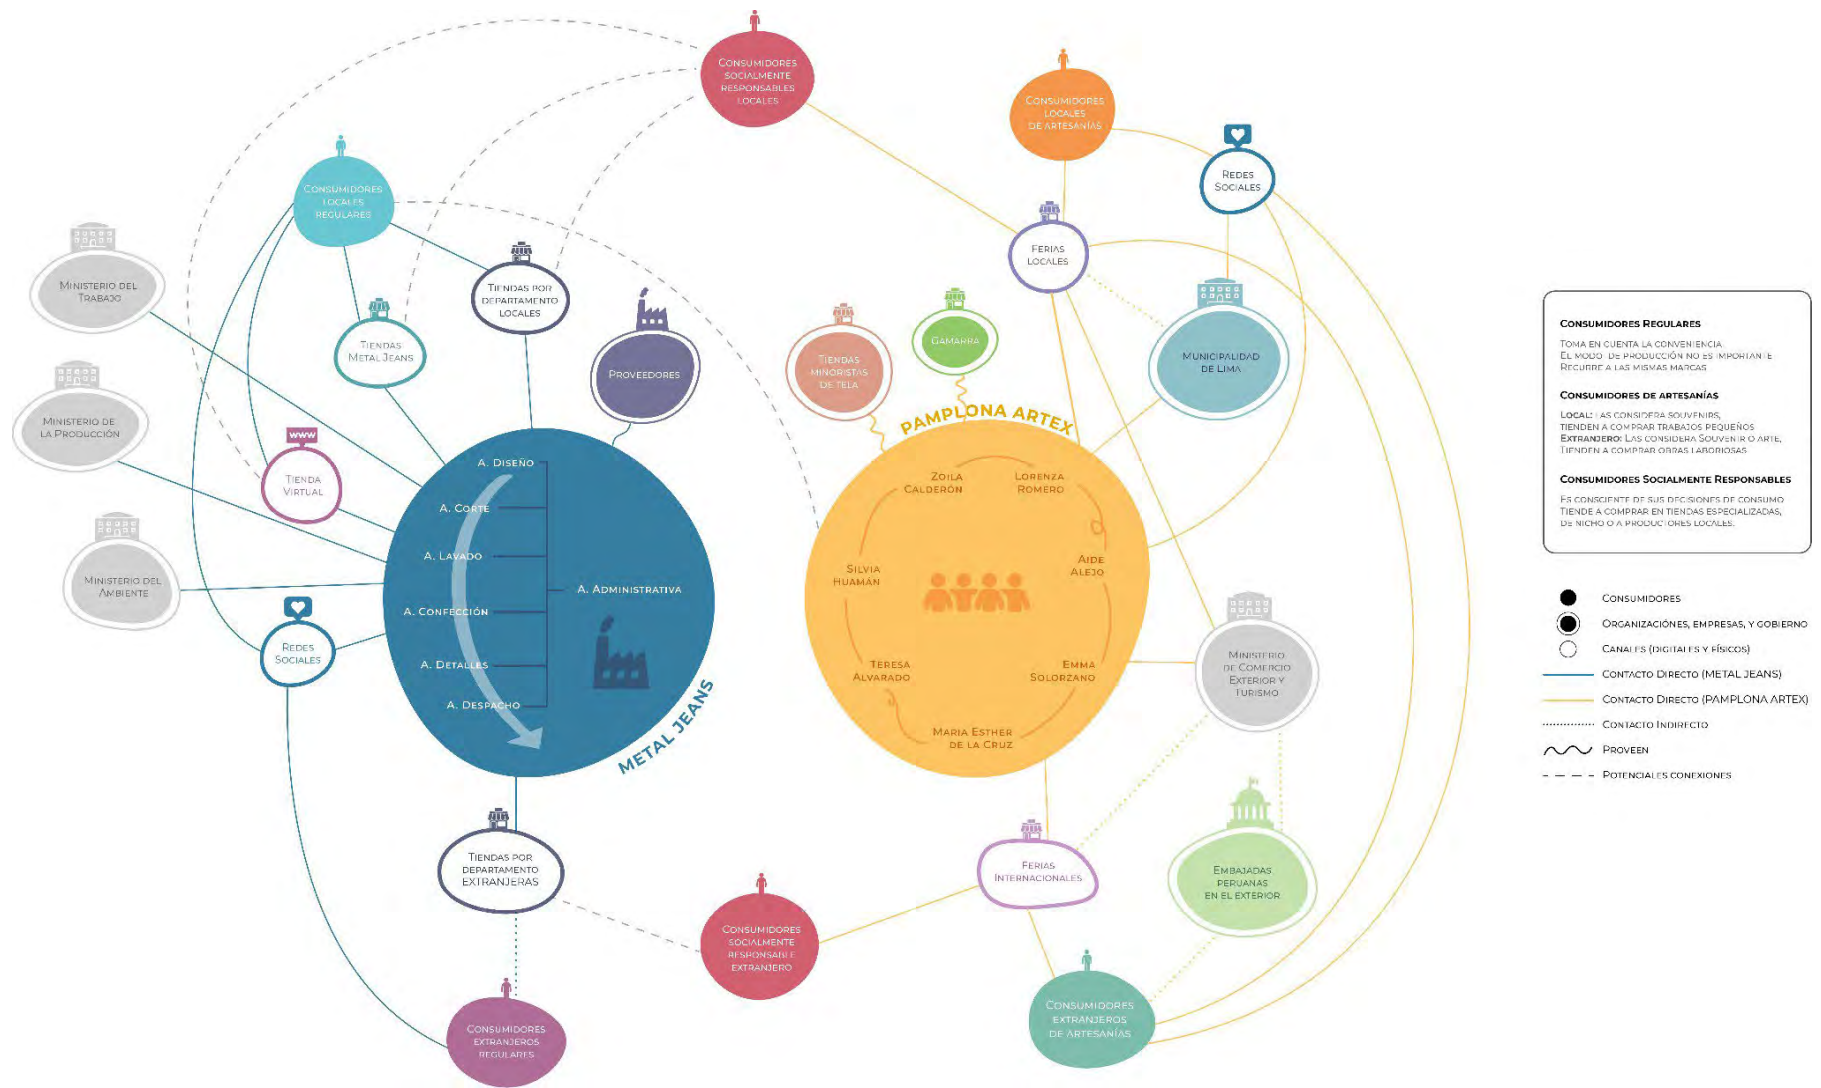 CONSUMIDORES
SOCIALMENTE
RESPONSABLES
LOCALES
CONSUMIDORES
LOCALES
DE ARTESANÍAS
REDES
SOCIALES
CONSUMIDORES
LOCALES
REGULARES
FERIAS
LOCALES
MINISTERIO DEL
TRABAJO
TIENDAS POR
DEPARTAMENTO
LOCALES
TIENDAS
METAL JEANS
PROVEEDORES
TIENDAS
MINORISTAS
DE TELA
GAMARRA
MUNICIPALIDAD
DE LIMA
MINISTERIO DE
LA PRODUCCIÓN
WWW
TIENDA
VIRTUAL
MINISTERIO DEL
AMBIENTE
REDES
SOCIALES
A. DISEÑO
A. CORTE
A. LAVADO
A. ADMINISTRATIVA
A. CONFECCIÓN
A. DETALLES
A. DESPACHO
METAL JEANS
PAMPLONA ARTEX
ZOILA
CALDERÓN
LORENZA
ROMERO
SILVIA
HUAMÁN
AIDE
ALEJO
TERESA
ALVARADO
EMMA
SOLORZANO
MARIA ESTHER
DE LA CRUZ
MINISTERIO
DE COMERCIO
EXTERIOR Y
TURISMO
TIENDAS POR
DEPARTAMENTO
EXTRANJERAS
FERIAS
INTERNACIONALES
EMBAJADAS
PERUANAS
EN EL EXTERIOR
CONSUMIDORES
SOCIALMENTE
RESPONSABLE
EXTRANJERO
CONSUMIDORES
EXTRANJEROS
REGULARES
CONSUMIDORES
EXTRANJEROS
DE ARTESANÍAS
CONSUMIDORES REGULARES
TOMA EN CUENTA LA CONVENIENCIA
EL MODO DE PRODUCCIÓN NO ES IMPORTANTE
RECURRE A LAS MISMAS MARCAS
CONSUMIDORES DE ARTESANÍAS
LOCAL: LAS CONSIDERA SOUVENIRS,
TIENDEN A COMPRAR TRABAJOS PEQUEÑOS
EXTRANJERO: LAS CONSIDERA SOUVENIR O ARTE,
TIENDEN A COMPRAR OBRAS LABORIOSAS
CONSUMIDORES SOCIALMENTE RESPONSABLES
ES CONSCIENTE DE SUS DECISIONES DE CONSUMO
TIENDE A COMPRAR EN TIENDAS ESPECIALIZADAS,
DE NICHO O A PRODUCTORES LOCALES.
CONSUMIDORES
ORGANIZACIÓNES, EMPRESAS, Y GOBIERNO
CANALES (DIGITALES Y FÍSICOS)
CONTACTO DIRECTO (METAL JEANS)
CONTACTO DIRECTO (PAMPLONA ARTEX)
CONTACTO INDIRECTO
PROVEEN
POTENCIALES CONEXIONES